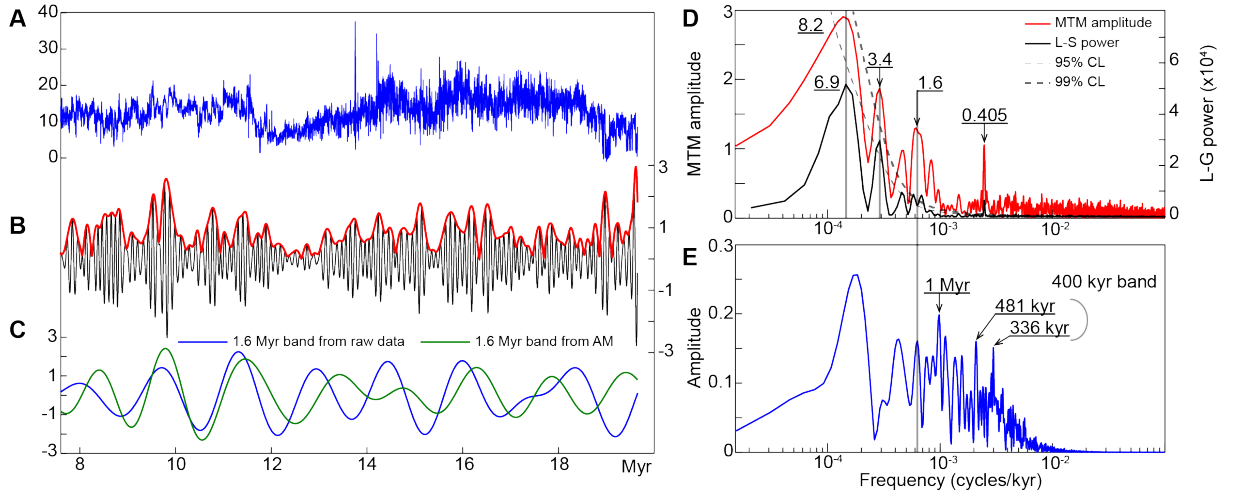 A
40
30
20
10
0
B
3
1
-1
-3
C
1.6 Myr band from raw data
1.6 Myr band from AM
3
1
-1
-3
8
10
12
14
16
18
Myr
D
MTM amplitude
3
2
1
0
8.2
6.9
3.4
1.6
0.405
MTM amplitude
L-S power
95% CL
99% CL
6
4
2
0
L-G power (x10⁴)
10⁻⁴
10⁻³
10⁻²
E
Amplitude
0.3
0.2
0.1
0
1 Myr
400 kyr band
481 kyr
336 kyr
10⁻⁴
10⁻³
10⁻²
Frequency (cycles/kyr)